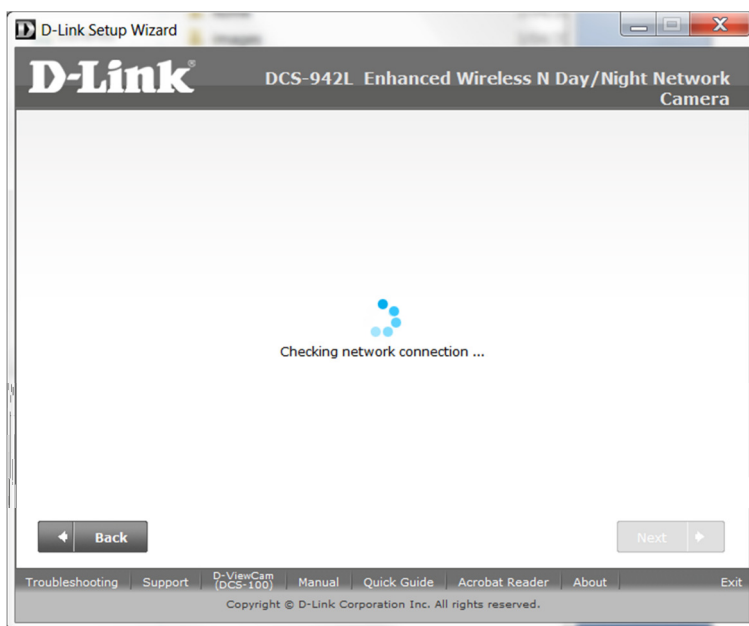 D-Link Setup Wizard
D-Link®
DCS-942L Enhanced Wireless N Day/Night Network
Camera
Checking network connection ...
Back
Next
Troubleshooting
Support
D-ViewCam
(DCS-100)
Manual
Quick Guide
Acrobat Reader
About
Exit
Copyright © D-Link Corporation Inc. All rights reserved.